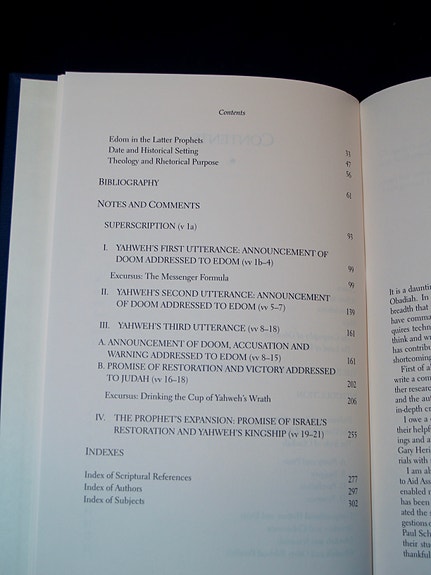 Contents
Edom in the Latter Prophets
Date and Historical Setting 47
Theology and Rhetorical Purpose 56
BIBLIOGRAPHY 61
NOTES AND COMMENTS
SUPERSCRIPTION (v 1a) 93
I. YAHWEH'S FIRST UTTERANCE: ANNOUNCEMENT OF
DOOM ADDRESSED TO EDOM (vv 1b–4) 99
Excursus: The Messenger Formula 99
II. YAHWEH'S SECOND UTTERANCE: ANNOUNCEMENT
OF DOOM ADDRESSED TO EDOM (vv 5–7) 139
III. YAHWEH'S THIRD UTTERANCE (vv 8–18) 161
A. ANNOUNCEMENT OF DOOM, ACCUSATION AND
WARNING ADDRESSED TO EDOM (vv 8–15) 161
B. PROMISE OF RESTORATION AND VICTORY ADDRESSED
TO JUDAH (vv 16–18) 202
Excursus: Drinking the Cup of Yahweh's Wrath 206
IV. THE PROPHET'S EXPANSION: PROMISE OF ISRAEL'S
RESTORATION AND YAHWEH'S KINGSHIP (vv 19–21) 255
INDEXES
Index of Scriptural References 277
Index of Authors 297
Index of Subjects 302
It is a daunti
Obadiah. In
breadth that
have comma
quires techn
think and wr
has contribu
shortcoming
First of a
write a com
ther resear
and the aut
in-depth cr
I owe a
their helpf
ings and a
Gary Heri
rials with
I am al
to Aid Ass
enabled
has been
ated the s
gestions o
Paul Sch
their stu
thankful